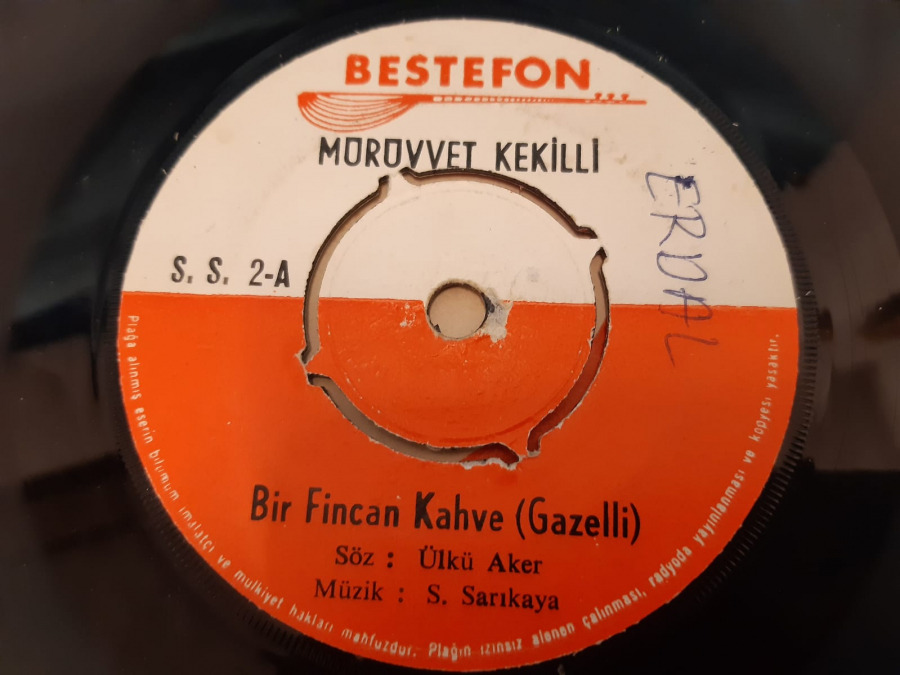 BESTEFON
MÜRÜVVET KEKİLLİ
ERDAL
S. S. 2-A
Bir Fincan Kahve (Gazelli)
Söz : Ülkü Aker
Müzik : S. Sarıkaya
Plağa alınmış eserin bilumum imalatçı ve mulkiyet hakları mahfuzdur. Plağın izinsiz alenen çalınması, radyoda yayınlanması ve kopyesi yasaktır.